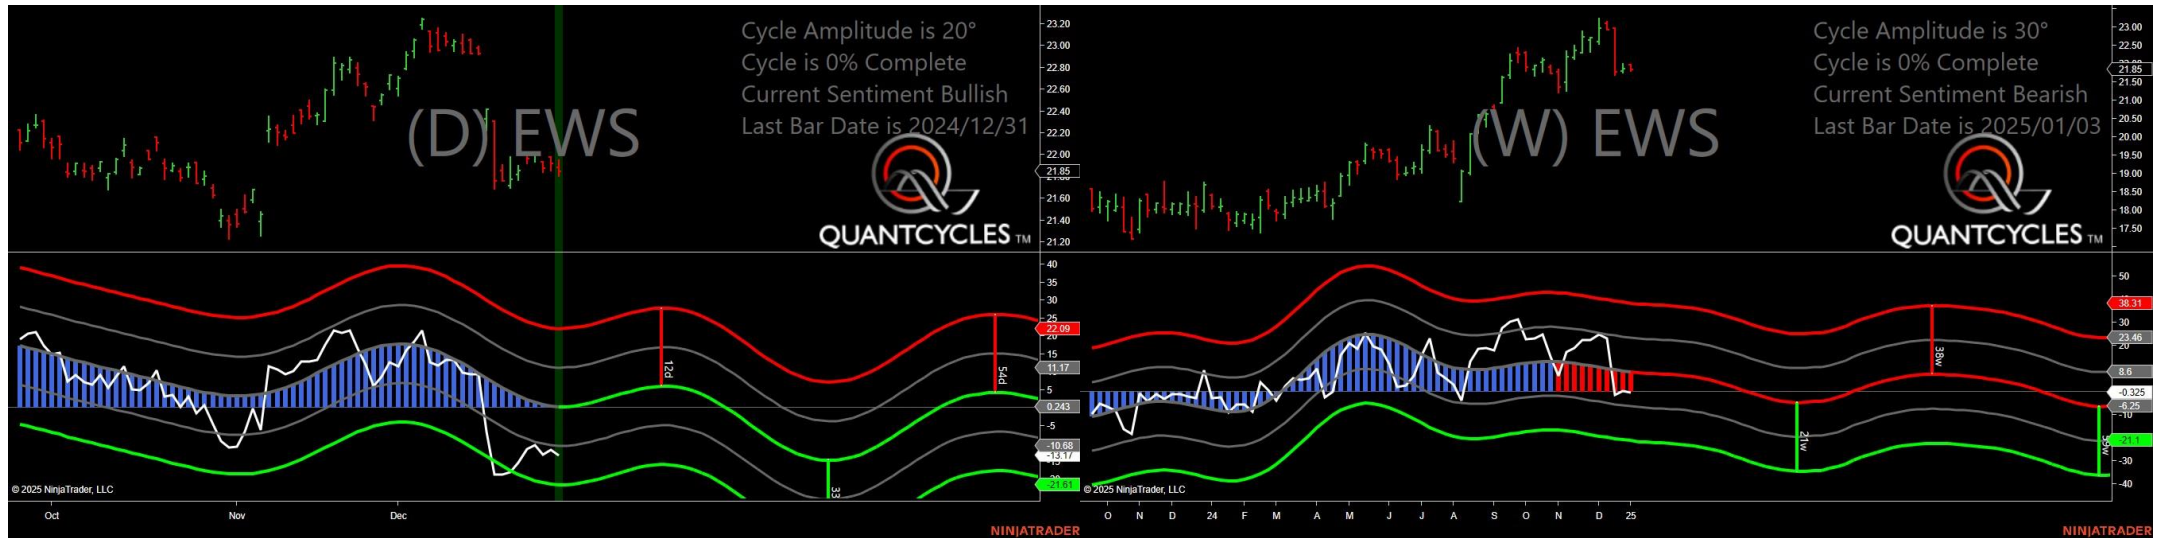 Cycle Amplitude is 20°
Cycle is 0% Complete
Current Sentiment Bullish
Last Bar Date is 2024/12/31
(D) EWS
QUANTCYCLES TM
23.20
23.00
22.80
22.60
22.40
22.20
22.00
21.85
21.60
21.40
21.20
40
35
30
25
22.09
20
15
11.17
5
0.243
-5
-10.68
-13.17
-21.61
12d
33
54d
© 2025 NinjaTrader, LLC
Oct Nov Dec
NINJATRADER
Cycle Amplitude is 30°
Cycle is 0% Complete
Current Sentiment Bearish
Last Bar Date is 2025/01/03
(W) EWS
QUANTCYCLES TM
23.00
22.50
21.85
21.50
21.00
20.50
20.00
19.50
19.00
18.50
18.00
17.50
50
38.31
30
23.46
20
8.6
-0.325
-6.25
-10
-21.1
-30
-40
21w
38w
© 2025 NinjaTrader, LLC
O N D 24 F M A M J J A S O N D 25
NINJATRADER